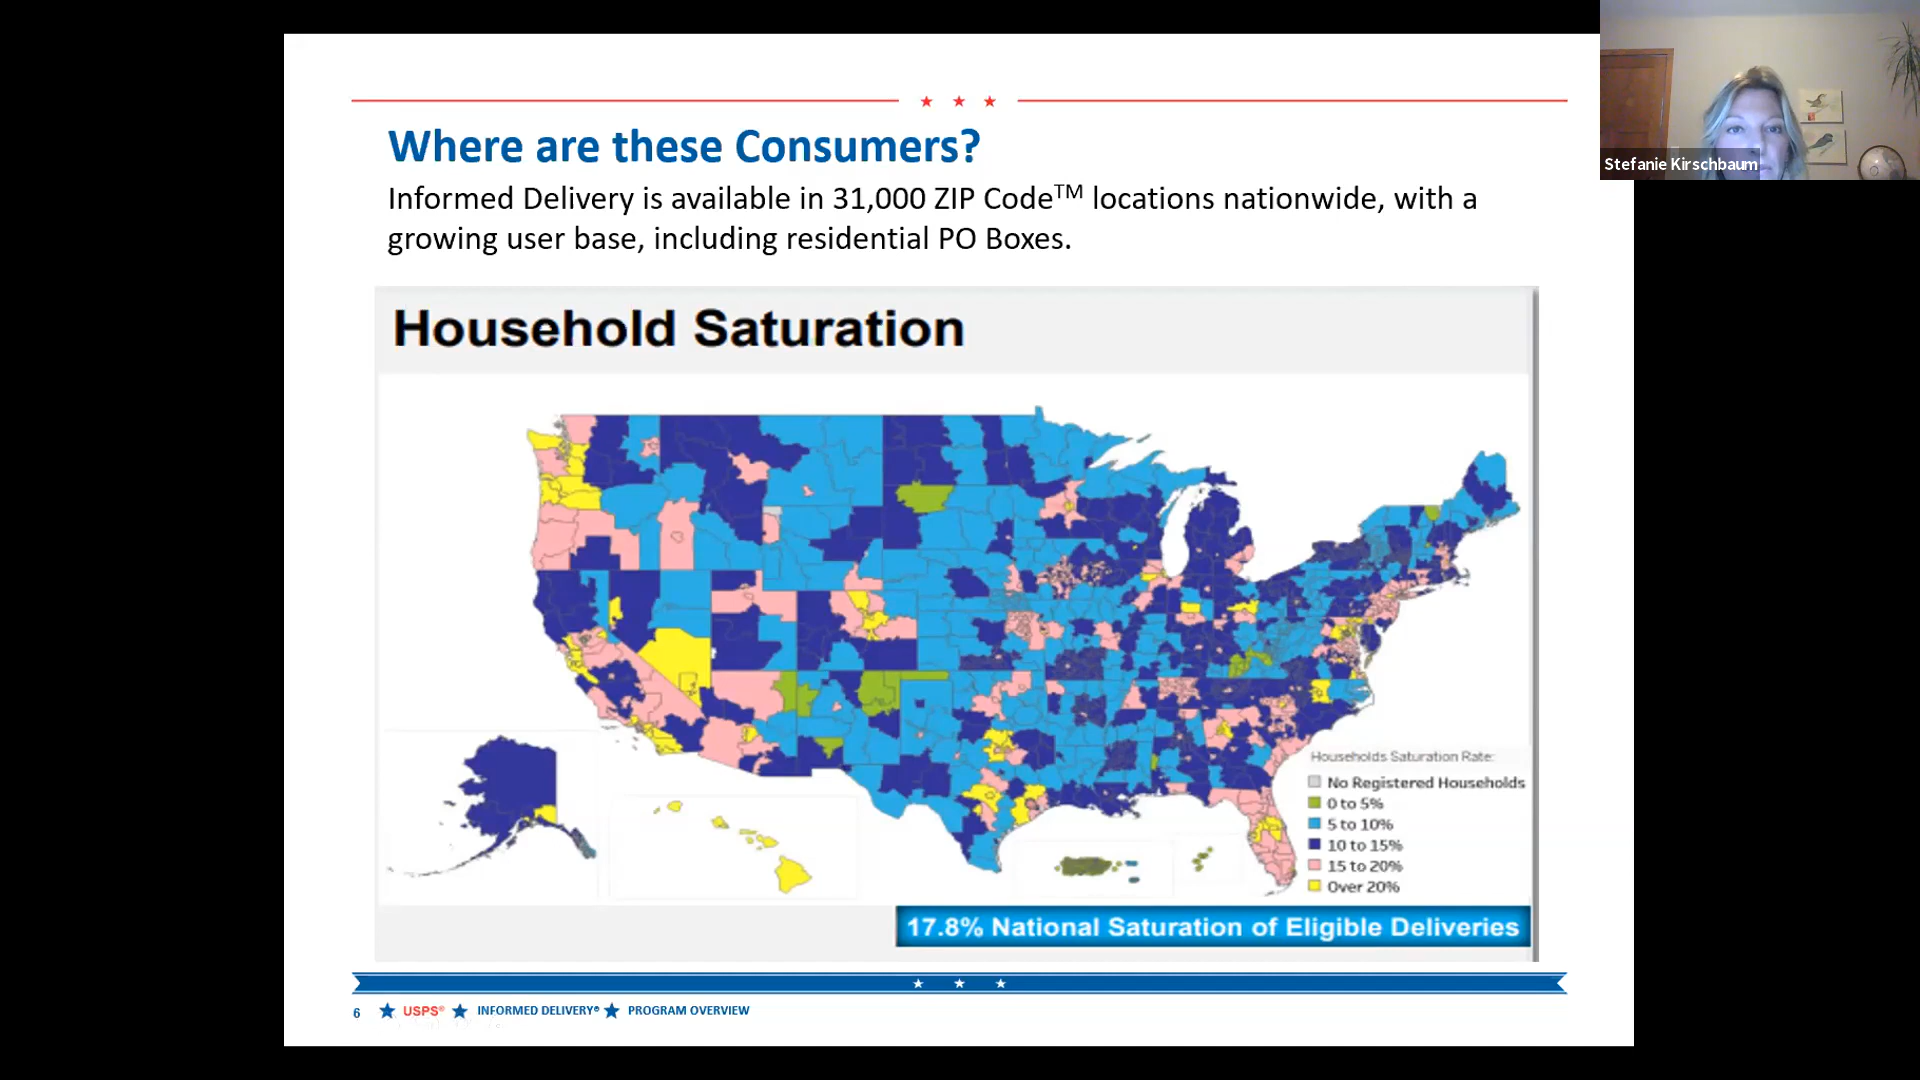 Where are these Consumers?
Informed Delivery is available in 31,000 ZIP Code™ locations nationwide, with a
growing user base, including residential PO Boxes.
Household Saturation
Households Saturation Rate:
No Registered Households
0 to 5%
5 to 10%
10 to 15%
15 to 20%
Over 20%
17.8% National Saturation of Eligible Deliveries
6 USPS® INFORMED DELIVERY® PROGRAM OVERVIEW
Stefanie Kirschbaum